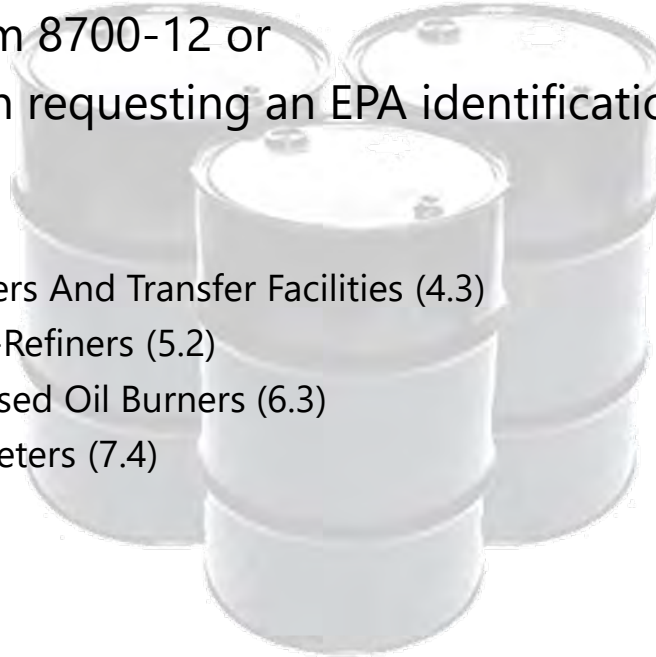 m 8700-12 or
n requesting an EPA identificatio
ers And Transfer Facilities (4.3)
-Refiners (5.2)
sed Oil Burners (6.3)
eters (7.4)